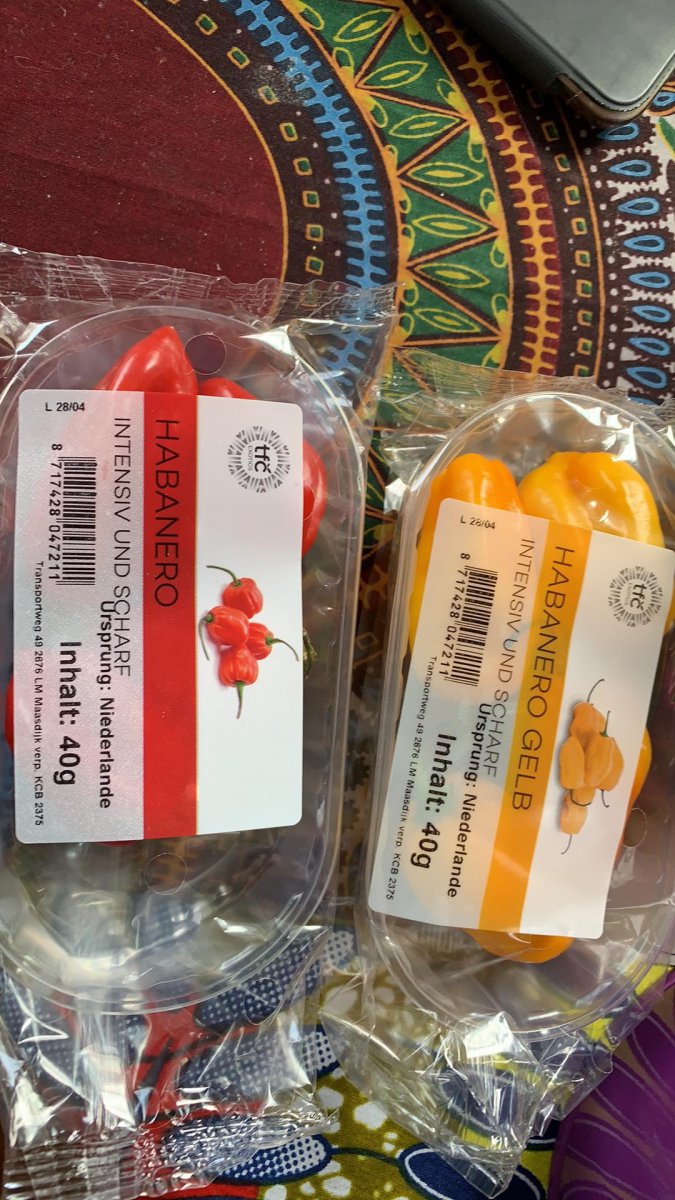 tfc
EXOTICS
HABANERO
INTENSIV UND SCHARF
Ursprung: Niederlande
Inhalt: 40g
L 28/04
8 717428 047211
Transportweg 49 2676 LM Maasdijk verp. KCB 2375
tfc
EXOTICS
HABANERO GELB
INTENSIV UND SCHARF
Ursprung: Niederlande
Inhalt: 40g
L 28/04
8 717428 047211
Transportweg 49 2676 LM Maasdijk verp. KCB 2375